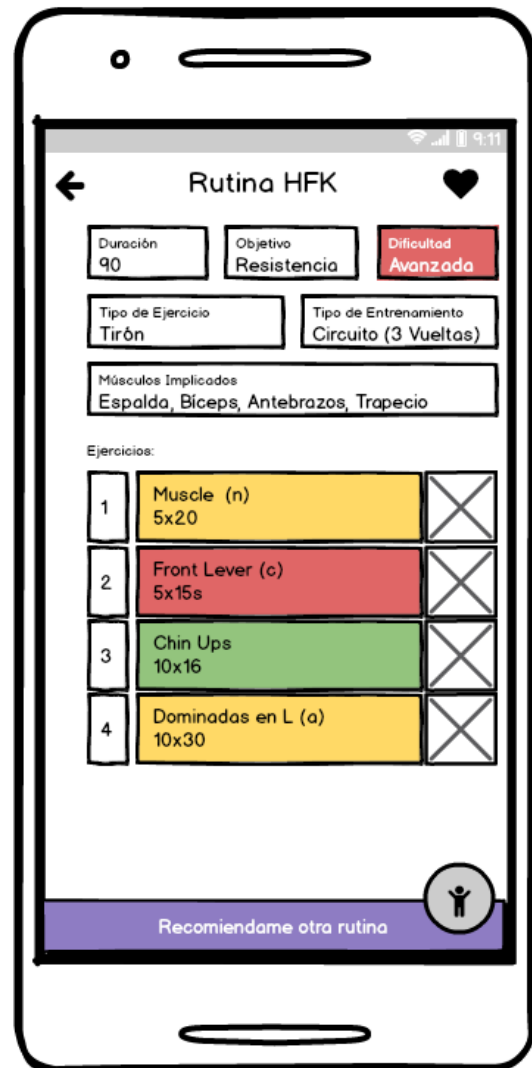 9:11
Rutina HFK
Duración
90
Objetivo
Resistencia
Dificultad
Avanzada
Tipo de Ejercicio
Tirón
Tipo de Entrenamiento
Circuito (3 Vueltas)
Músculos Implicados
Espalda, Bíceps, Antebrazos, Trapecio
Ejercicios:
1
Muscle (n)
5x20
2
Front Lever (c)
5x15s
3
Chin Ups
10x16
4
Dominadas en L (a)
10x30
Recomiendame otra rutina